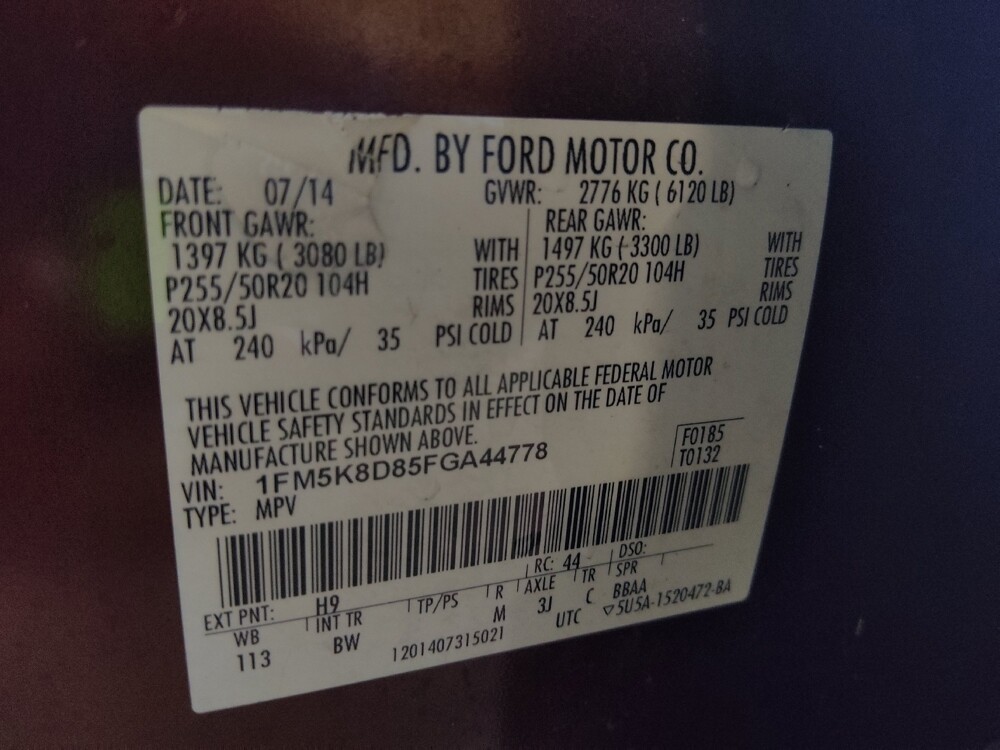 MFD. BY FORD MOTOR CO.
DATE: 07/14 GVWR: 2776 KG ( 6120 LB)
FRONT GAWR: REAR GAWR:
1397 KG ( 3080 LB) WITH 1497 KG ( 3300 LB) WITH
P255/50R20 104H TIRES P255/50R20 104H TIRES
20X8.5J RIMS 20X8.5J RIMS
AT 240 kPa/ 35 PSI COLD AT 240 kPa/ 35 PSI COLD
THIS VEHICLE CONFORMS TO ALL APPLICABLE FEDERAL MOTOR
VEHICLE SAFETY STANDARDS IN EFFECT ON THE DATE OF
MANUFACTURE SHOWN ABOVE.
F0185
VIN: 1FM5K8D85FGA44778 T0132
TYPE: MPV
EXT PNT: H9 RC: 44 DSO:
WB INT TR TP/PS R AXLE TR SPR
113 BW M 3J C BBAA
1201407315021 UTC ▽5U5A-1520472-BA